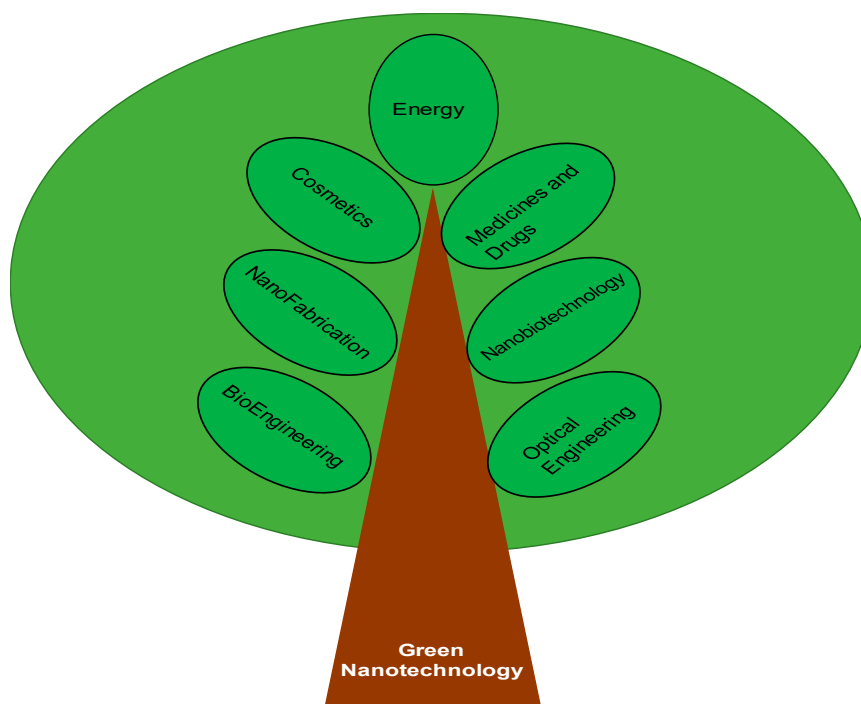 Energy
Cosmetics
Medicines and
Drugs
NanoFabrication
Nanobiotechnology
BioEngineering
Optical
Engineering
Green
Nanotechnology